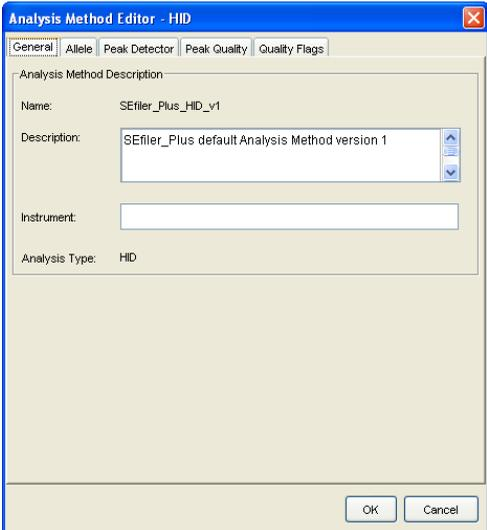 Analysis Method Editor - HID
General Allele Peak Detector Peak Quality Quality Flags
Analysis Method Description
Name: SEfiler_Plus_HID_v1
Description: SEfiler_Plus default Analysis Method version 1
Instrument:
Analysis Type: HID
OK Cancel